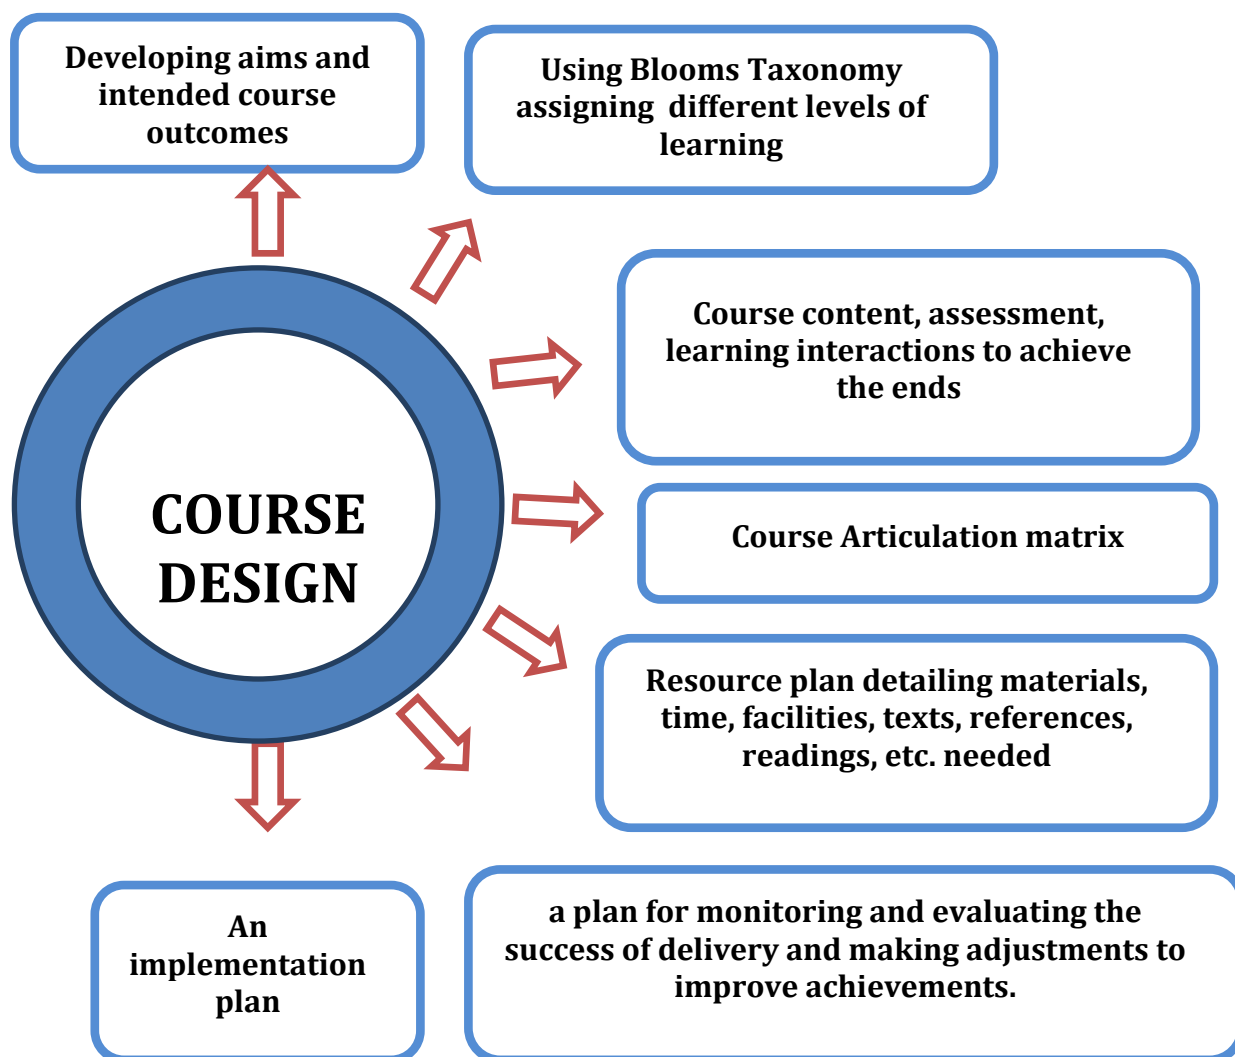 Developing aims and
intended course
outcomes
Using Blooms Taxonomy
assigning different levels of
learning
Course content, assessment,
learning interactions to achieve
the ends
COURSE
DESIGN
Course Articulation matrix
Resource plan detailing materials,
time, facilities, texts, references,
readings, etc. needed
An
implementation
plan
a plan for monitoring and evaluating the
success of delivery and making adjustments to
improve achievements.